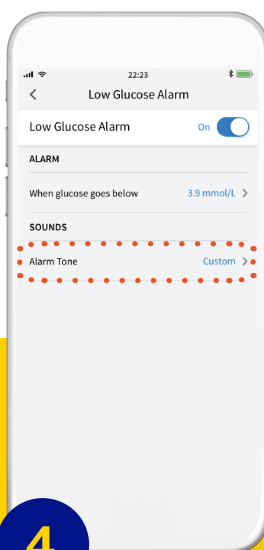 22:23
Low Glucose Alarm
Low Glucose Alarm On
ALARM
When glucose goes below 3.9 mmol/L
SOUNDS
Alarm Tone Custom
4